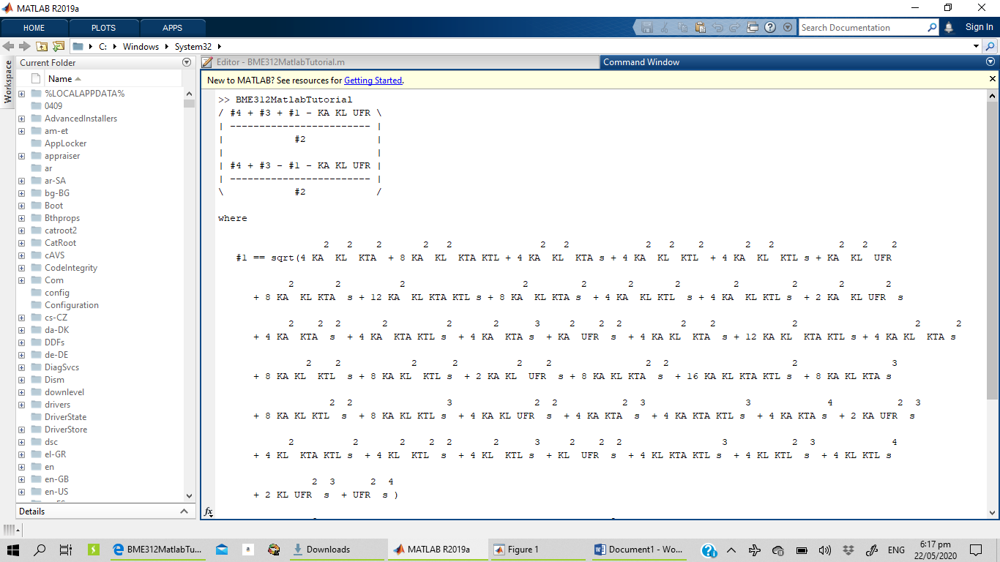 MATLAB R2019a
HOME PLOTS APPS
Search Documentation
Sign In
C: Windows System32
Workspace
Current Folder
Name
%LOCALAPPDATA%
0409
AdvancedInstallers
am-et
AppLocker
appraiser
ar
ar-SA
bg-BG
Boot
Bthprops
catroot2
CatRoot
cAVS
CodeIntegrity
Com
config
Configuration
cs-CZ
da-DK
DDFs
de-DE
DiagSvcs
Dism
downlevel
drivers
DriverState
DriverStore
dsc
el-GR
en
en-GB
en-US
Details
Editor - BME312MatlabTutorial.m
Command Window
New to MATLAB? See resources for Getting Started.
>> BME312MatlabTutorial
/ #4 + #3 + #1 - KA KL UFR \
| ------------------------ |
| #2 |
| |
| #4 + #3 - #1 - KA KL UFR |
| ------------------------ |
\ #2 /
where
2 2 2 2 2 2 2 2 2 2 2 2 2 2 2
#1 == sqrt(4 KA KL KTA + 8 KA KL KTA KTL + 4 KA KL KTA s + 4 KA KL KTL + 4 KA KL KTL s + KA KL UFR
2 2 2 2 2 2 2 2 2 2 2
+ 8 KA KL KTA s + 12 KA KL KTA KTL s + 8 KA KL KTA s + 4 KA KL KTL s + 4 KA KL KTL s + 2 KA KL UFR s
2 2 2 2 2 2 3 2 2 2 2 2 2 2 2
+ 4 KA KTA s + 4 KA KTA KTL s + 4 KA KTA s + KA UFR s + 4 KA KL KTA s + 12 KA KL KTA KTL s + 4 KA KL KTA s
2 2 2 2 2 2 2 2 2 3
+ 8 KA KL KTL s + 8 KA KL KTL s + 2 KA KL UFR s + 8 KA KL KTA s + 16 KA KL KTA KTL s + 8 KA KL KTA s
2 2 3 2 2 2 3 3 4 2 3
+ 8 KA KL KTL s + 8 KA KL KTL s + 4 KA KL UFR s + 4 KA KTA s + 4 KA KTA KTL s + 4 KA KTA s + 2 KA UFR s
2 2 2 2 2 2 3 2 2 2 3 2 3 4
+ 4 KL KTA KTL s + 4 KL KTL s + 4 KL KTL s + KL UFR s + 4 KL KTA KTL s + 4 KL KTL s + 4 KL KTL s
2 3 2 4
+ 2 KL UFR s + UFR s )
fx
BME312MatlabTu...
Downloads
MATLAB R2019a
Figure 1
Document1 - Wo...
ENG
6:17 pm
22/05/2020